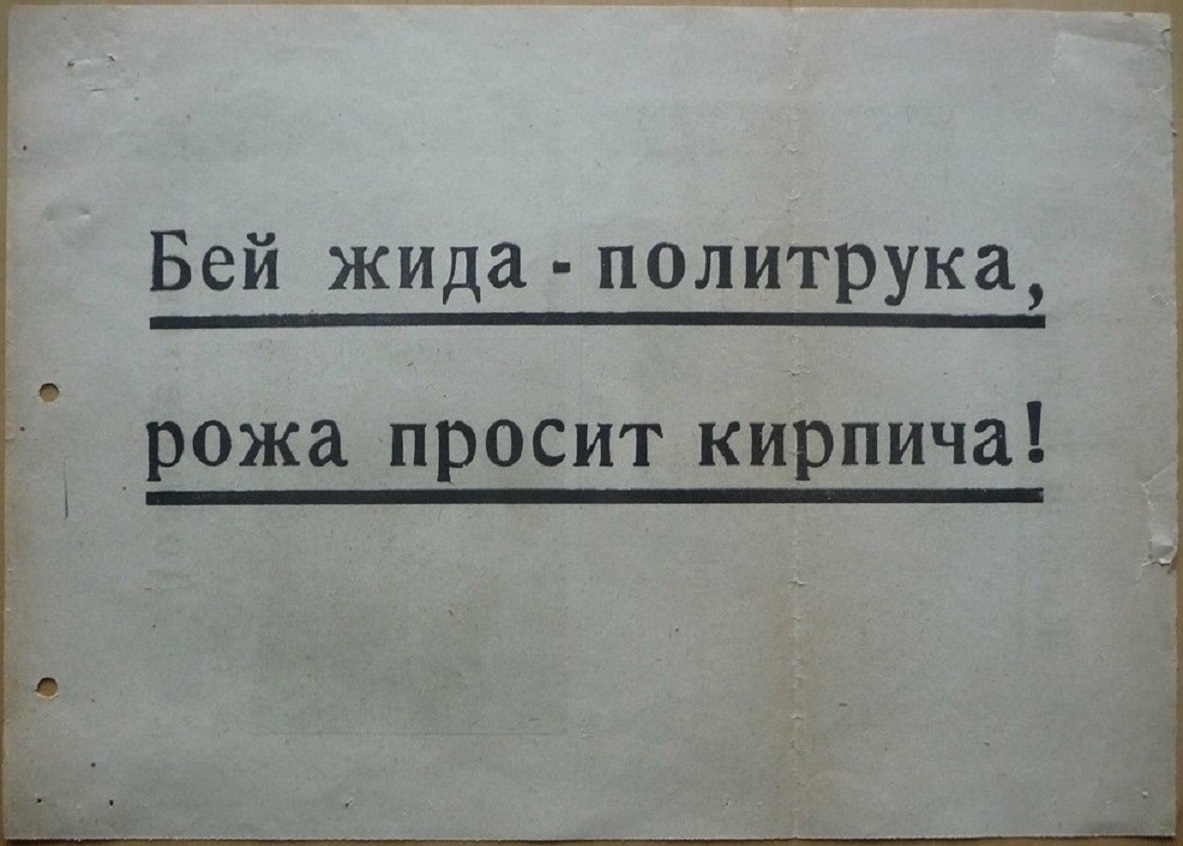 Бей жида - политрука,
рожа просит кирпича!